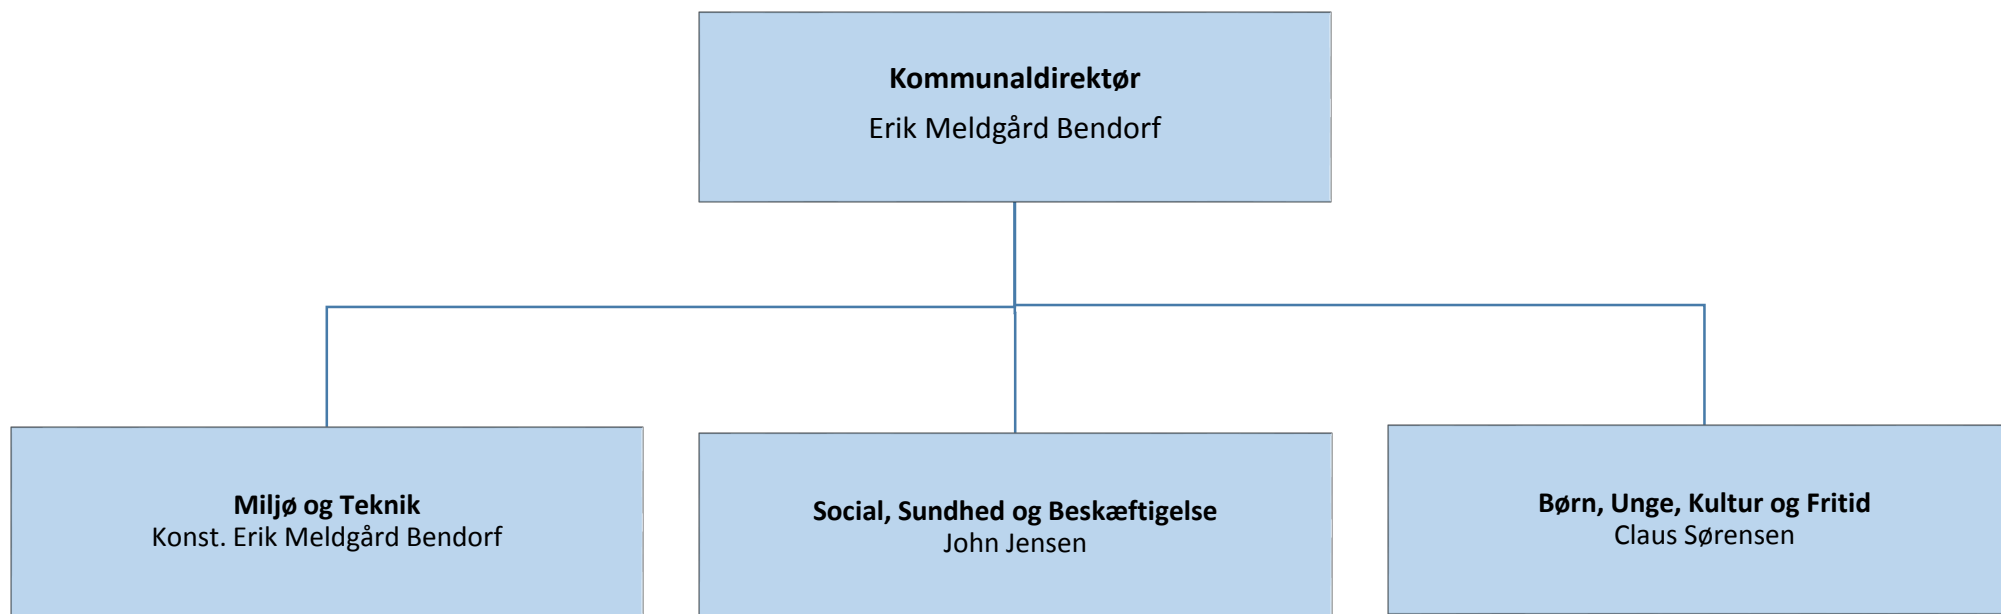 Kommunaldirektør
Erik Meldgård Bendorf
Miljø og Teknik
Konst. Erik Meldgård Bendorf
Social, Sundhed og Beskæftigelse
John Jensen
Børn, Unge, Kultur og Fritid
Claus Sørensen